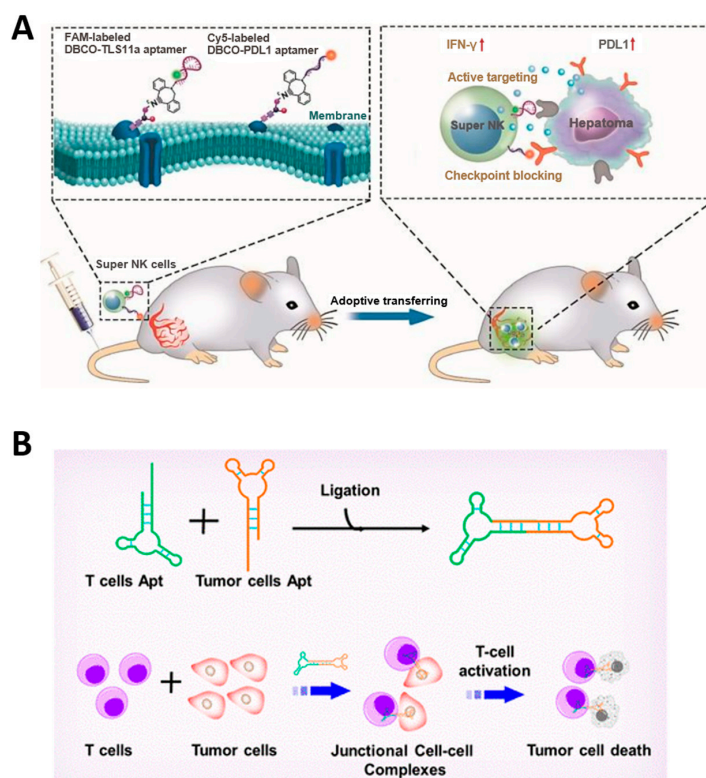 A
FAM-labeled
DBCO-TLS11a aptamer
Cy5-labeled
DBCO-PDL1 aptamer
Membrane
IFN-γ↑
PDL1↑
Active targeting
Super NK
Hepatoma
Checkpoint blocking
Super NK cells
Adoptive transferring
B
Ligation
T cells Apt
+
Tumor cells Apt
T-cell
activation
+
T cells
Tumor cells
Junctional Cell-cell
Complexes
Tumor cell death